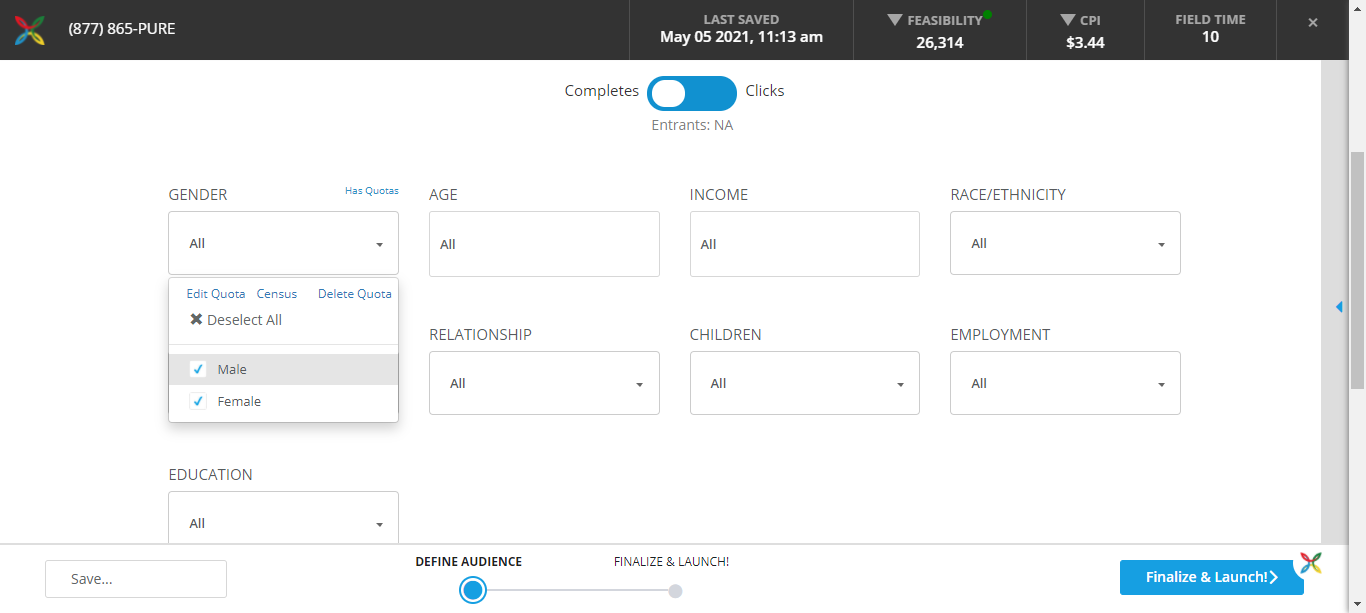 (877) 865-PURE
LAST SAVED
May 05 2021, 11:13 am
FEASIBILITY
26,314
CPI
$3.44
FIELD TIME
10
Completes Clicks
Entrants: NA
GENDER Has Quotas AGE INCOME RACE/ETHNICITY
All All All All
Edit Quota Census Delete Quota
Deselect All
Male
Female
RELATIONSHIP CHILDREN EMPLOYMENT
All All All
EDUCATION
All
DEFINE AUDIENCE FINALIZE & LAUNCH!
Save... Finalize & Launch!